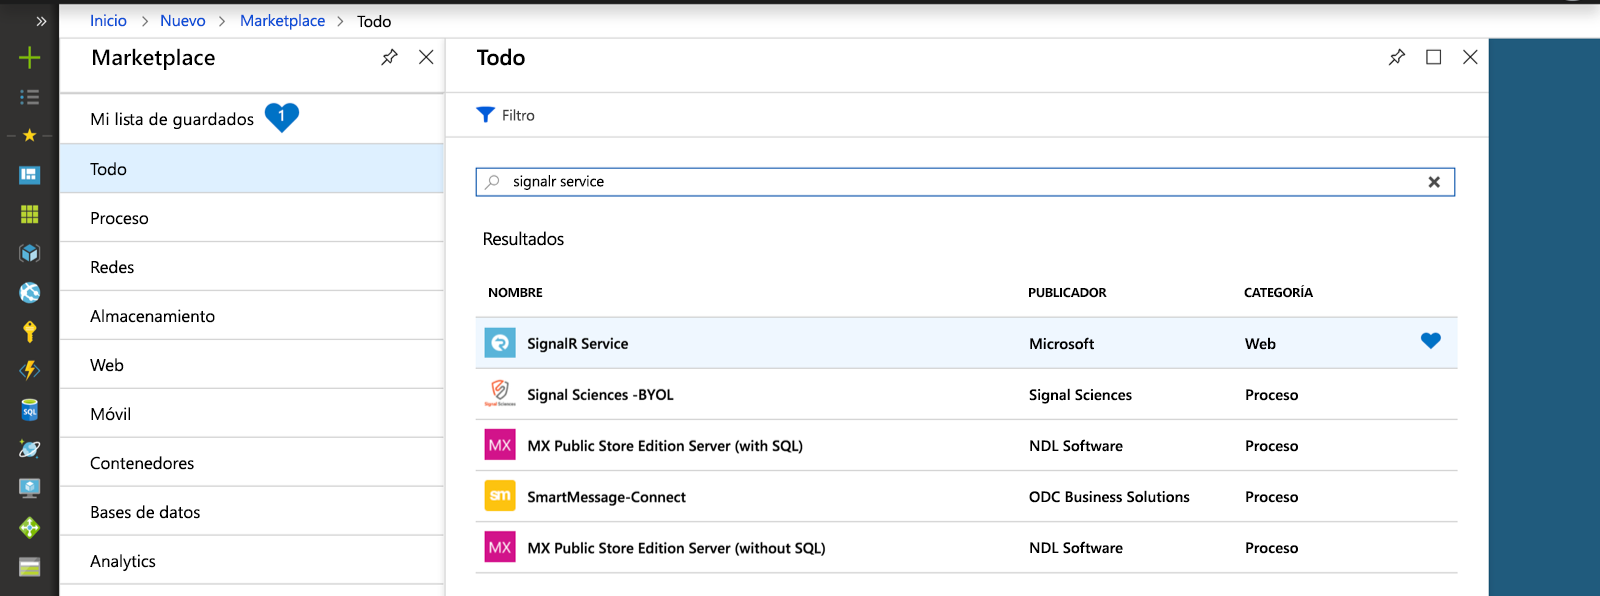 Inicio > Nuevo > Marketplace > Todo
Marketplace
Mi lista de guardados 1
Todo
Proceso
Redes
Almacenamiento
Web
Móvil
Contenedores
Bases de datos
Analytics
Todo
Filtro
signalr service
Resultados
NOMBRE PUBLICADOR CATEGORÍA
SignalR Service Microsoft Web
Signal Sciences -BYOL Signal Sciences Proceso
MX MX Public Store Edition Server (with SQL) NDL Software Proceso
sm SmartMessage-Connect ODC Business Solutions Proceso
MX MX Public Store Edition Server (without SQL) NDL Software Proceso
SQL